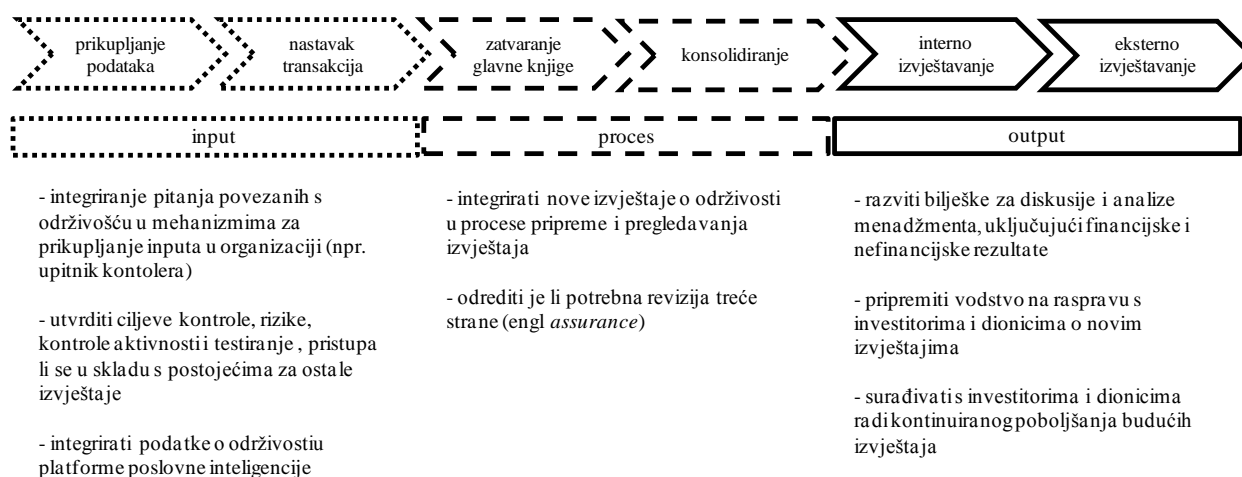 prikupljanje
podataka
nastavak
transakcija
zatvaranje
glavne knjige
konsolidiranje
interno
izvještavanje
eksterno
izvještavanje
input
proces
output
- integriranje pitanja povezanih s
održivošću u mehanizmima za
prikupljanje inputa u organizaciji (npr.
upitnik kontolera)
- utvrditi ciljeve kontrole, rizike,
kontrole aktivnosti i testiranje , pristupa
li se u skladu s postojećima za ostale
izvještaje
- integrirati podatke o održivostiu
platforme poslovne inteligencije
- integrirati nove izvještaje o održivosti
u procese pripreme i pregledavanja
izvještaja
- odrediti je li potrebna revizija treće
strane (engl assurance)
- razviti bilješke za diskusije i analize
menadžmenta, uključujući financijske i
nefinancijske rezultate
- pripremiti vodstvo na raspravu s
investitorima i dionicima o novim
izvještajima
- surađivati s investitorima i dionicima
radi kontinuiranog poboljšanja budućih
izvještaja